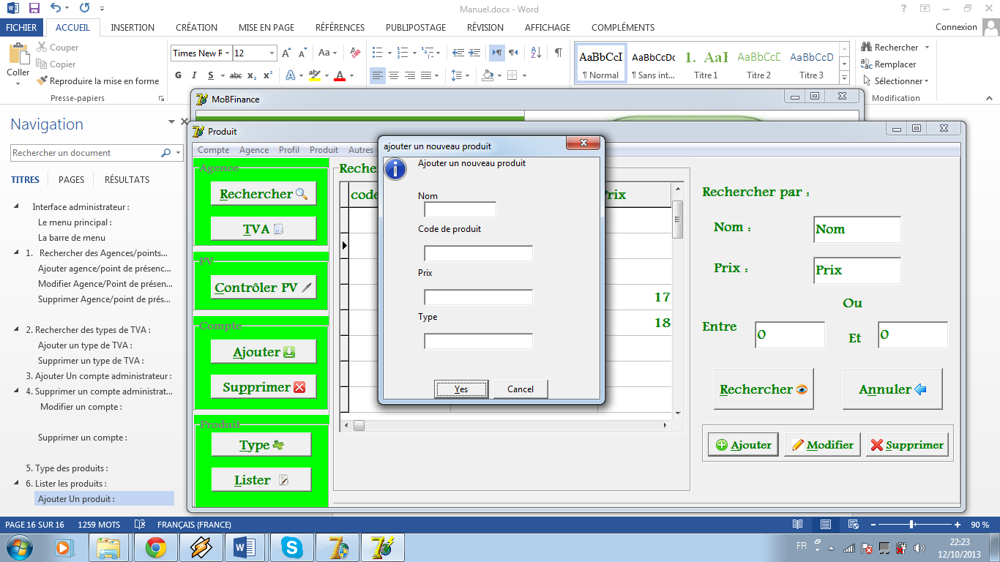 Manuel.docx - Word
FICHIER ACCUEIL INSERTION CRÉATION MISE EN PAGE RÉFÉRENCES PUBLIPOSTAGE RÉVISION AFFICHAGE COMPLÉMENTS Connexion
Coller
Couper
Copier
Reproduire la mise en forme
Presse-papiers
Times New R 12
G I S abc x₂ x²
AaBbCcI AaBbCcDc 1. AaI AaBbCcD AaBbCcD
¶ Normal ¶ Sans int... Titre 1 Titre 2 Titre 3
Rechercher
Remplacer
Sélectionner
Modification
Navigation
Rechercher un document
TITRES PAGES RÉSULTATS
Interface administrateur :
Le menu principal :
La barre de menu
1. Rechercher des Agences/points...
Ajouter agence/point de présenc...
Modifier Agence/Point de présen...
Supprimer Agence/point de prés...
2. Rechercher des types de TVA :
Ajouter un type de TVA :
Supprimer un type de TVA :
3. Ajouter Un compte administrateur :
4. Supprimer un compte administrat...
Modifier un compte :
Supprimer un compte :
5. Type des produits :
6. Lister les produits :
Ajouter Un produit :
MoBFinance
Produit
Compte Agence Profil Produit Autres
Agence
Rechercher
TVA
PV
Contrôler PV
Compte
Ajouter
Supprimer
Produit
Type
Lister
Reche
code
Prix
17
18
ajouter un nouveau produit
Ajouter un nouveau produit
Nom
Code de produit
Prix
Type
Yes Cancel
Rechercher par :
Nom : Nom
Prix : Prix
Ou
Entre 0 Et 0
Rechercher Annuler
Ajouter Modifier Supprimer
PAGE 16 SUR 16 1259 MOTS FRANÇAIS (FRANCE) 90 %
FR 22:23
12/10/2013